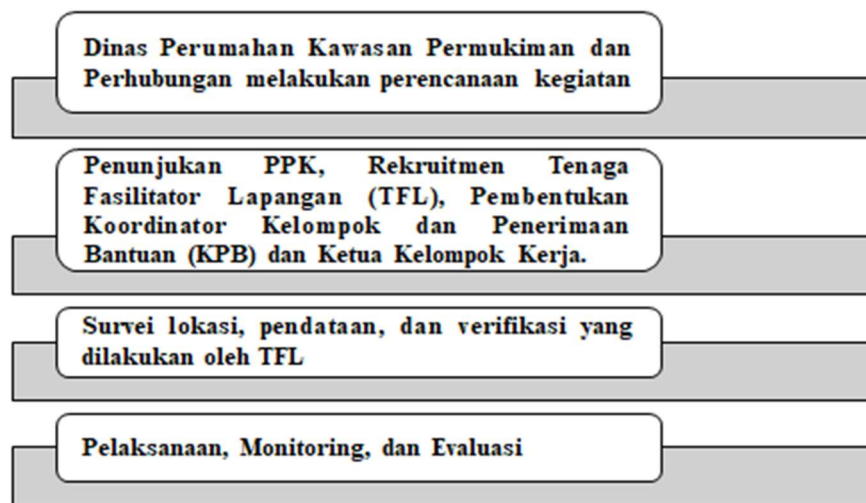 Dinas Perumahan Kawasan Permukiman dan
Perhubungan melakukan perencanaan kegiatan
Penunjukan PPK, Rekruitmen Tenaga
Fasilitator Lapangan (TFL), Pembentukan
Koordinator Kelompok dan Penerimaan
Bantuan (KPB) dan Ketua Kelompok Kerja.
Survei lokasi, pendataan, dan verifikasi yang
dilakukan oleh TFL
Pelaksanaan, Monitoring, dan Evaluasi